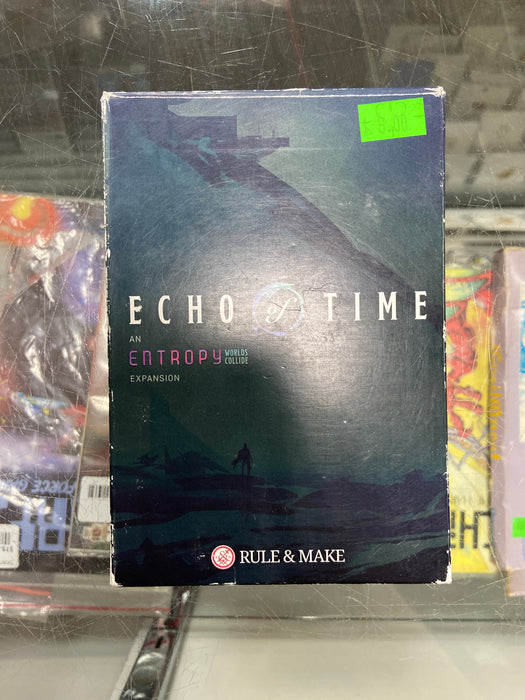 8.00
ECHO of TIME
AN
ENTROPY WORLDS COLLIDE
EXPANSION
RULE & MAKE